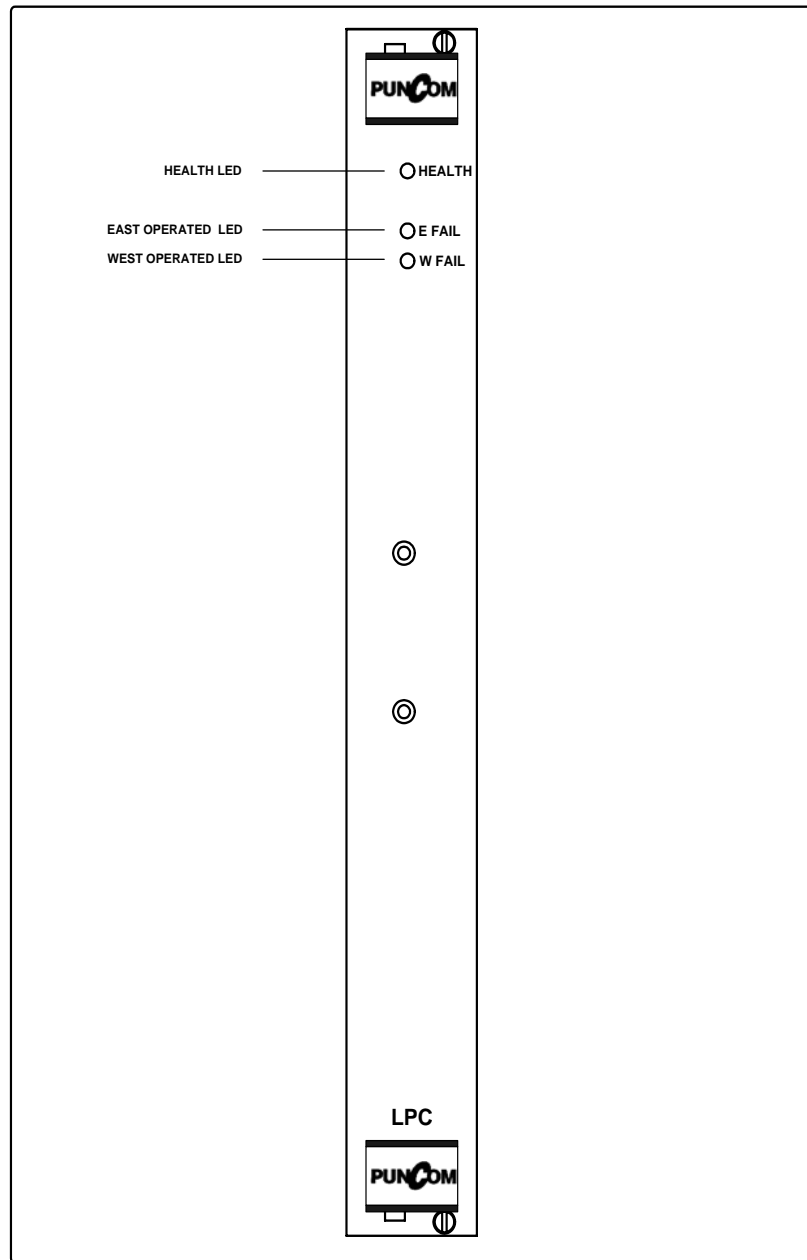 PUNCOM
HEALTH LED HEALTH
EAST OPERATED LED E FAIL
WEST OPERATED LED W FAIL
LPC
PUNCOM